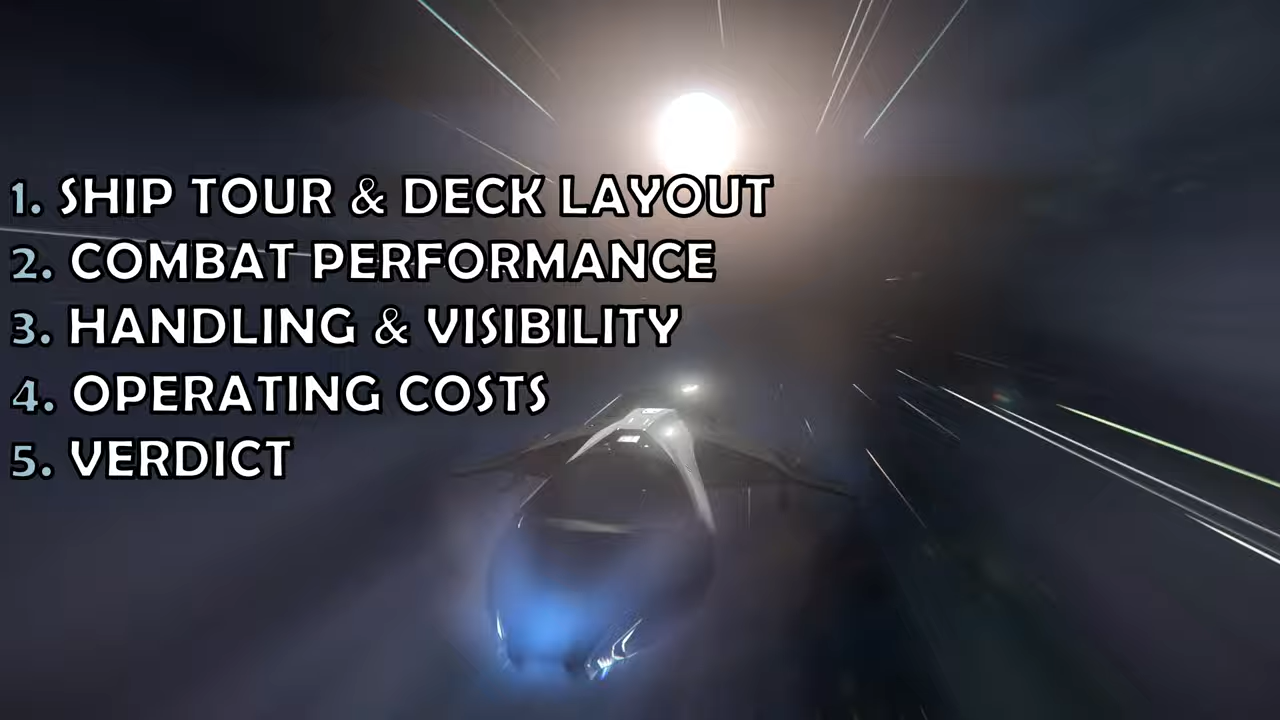 1. SHIP TOUR & DECK LAYOUT
2. COMBAT PERFORMANCE
3. HANDLING & VISIBILITY
4. OPERATING COSTS
5. VERDICT